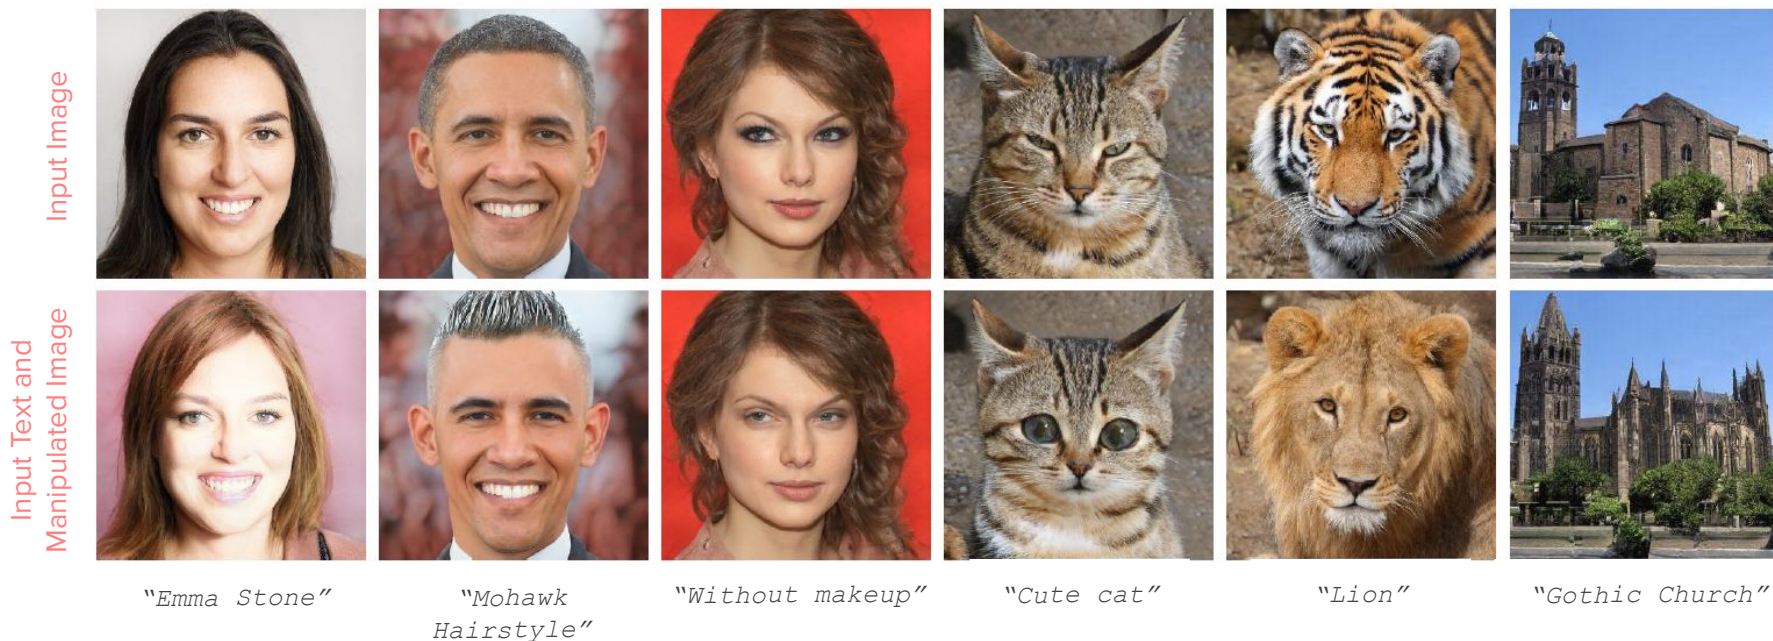 Input Image
Input Text and
Manipulated Image
“Emma Stone”
“Mohawk
Hairstyle”
“Without makeup”
“Cute cat”
“Lion”
“Gothic Church”